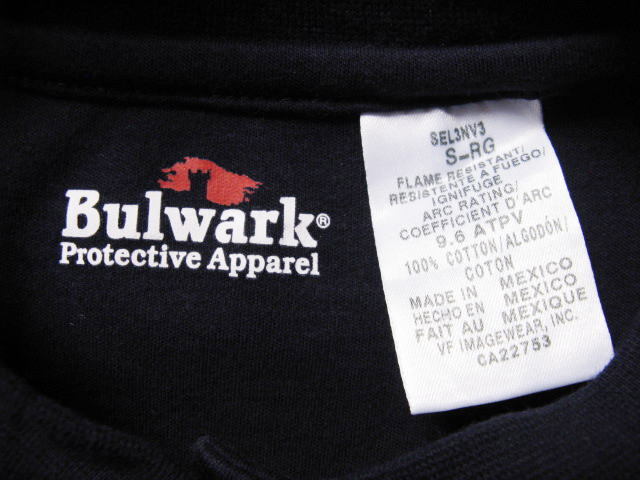 Bulwark®
Protective Apparel
SEL3NV3
S-RG
FLAME RESISTANT/
RESISTENTE A FUEGO/
IGNIFUGE
ARC RATING/
COEFFICIENT D'ARC
9.6 ATPV
100% COTTON/ALGODÓN/
COTON
MADE IN MEXICO
HECHO EN MEXICO
FAIT AU MEXIQUE
VF IMAGEWEAR, INC.
CA22753